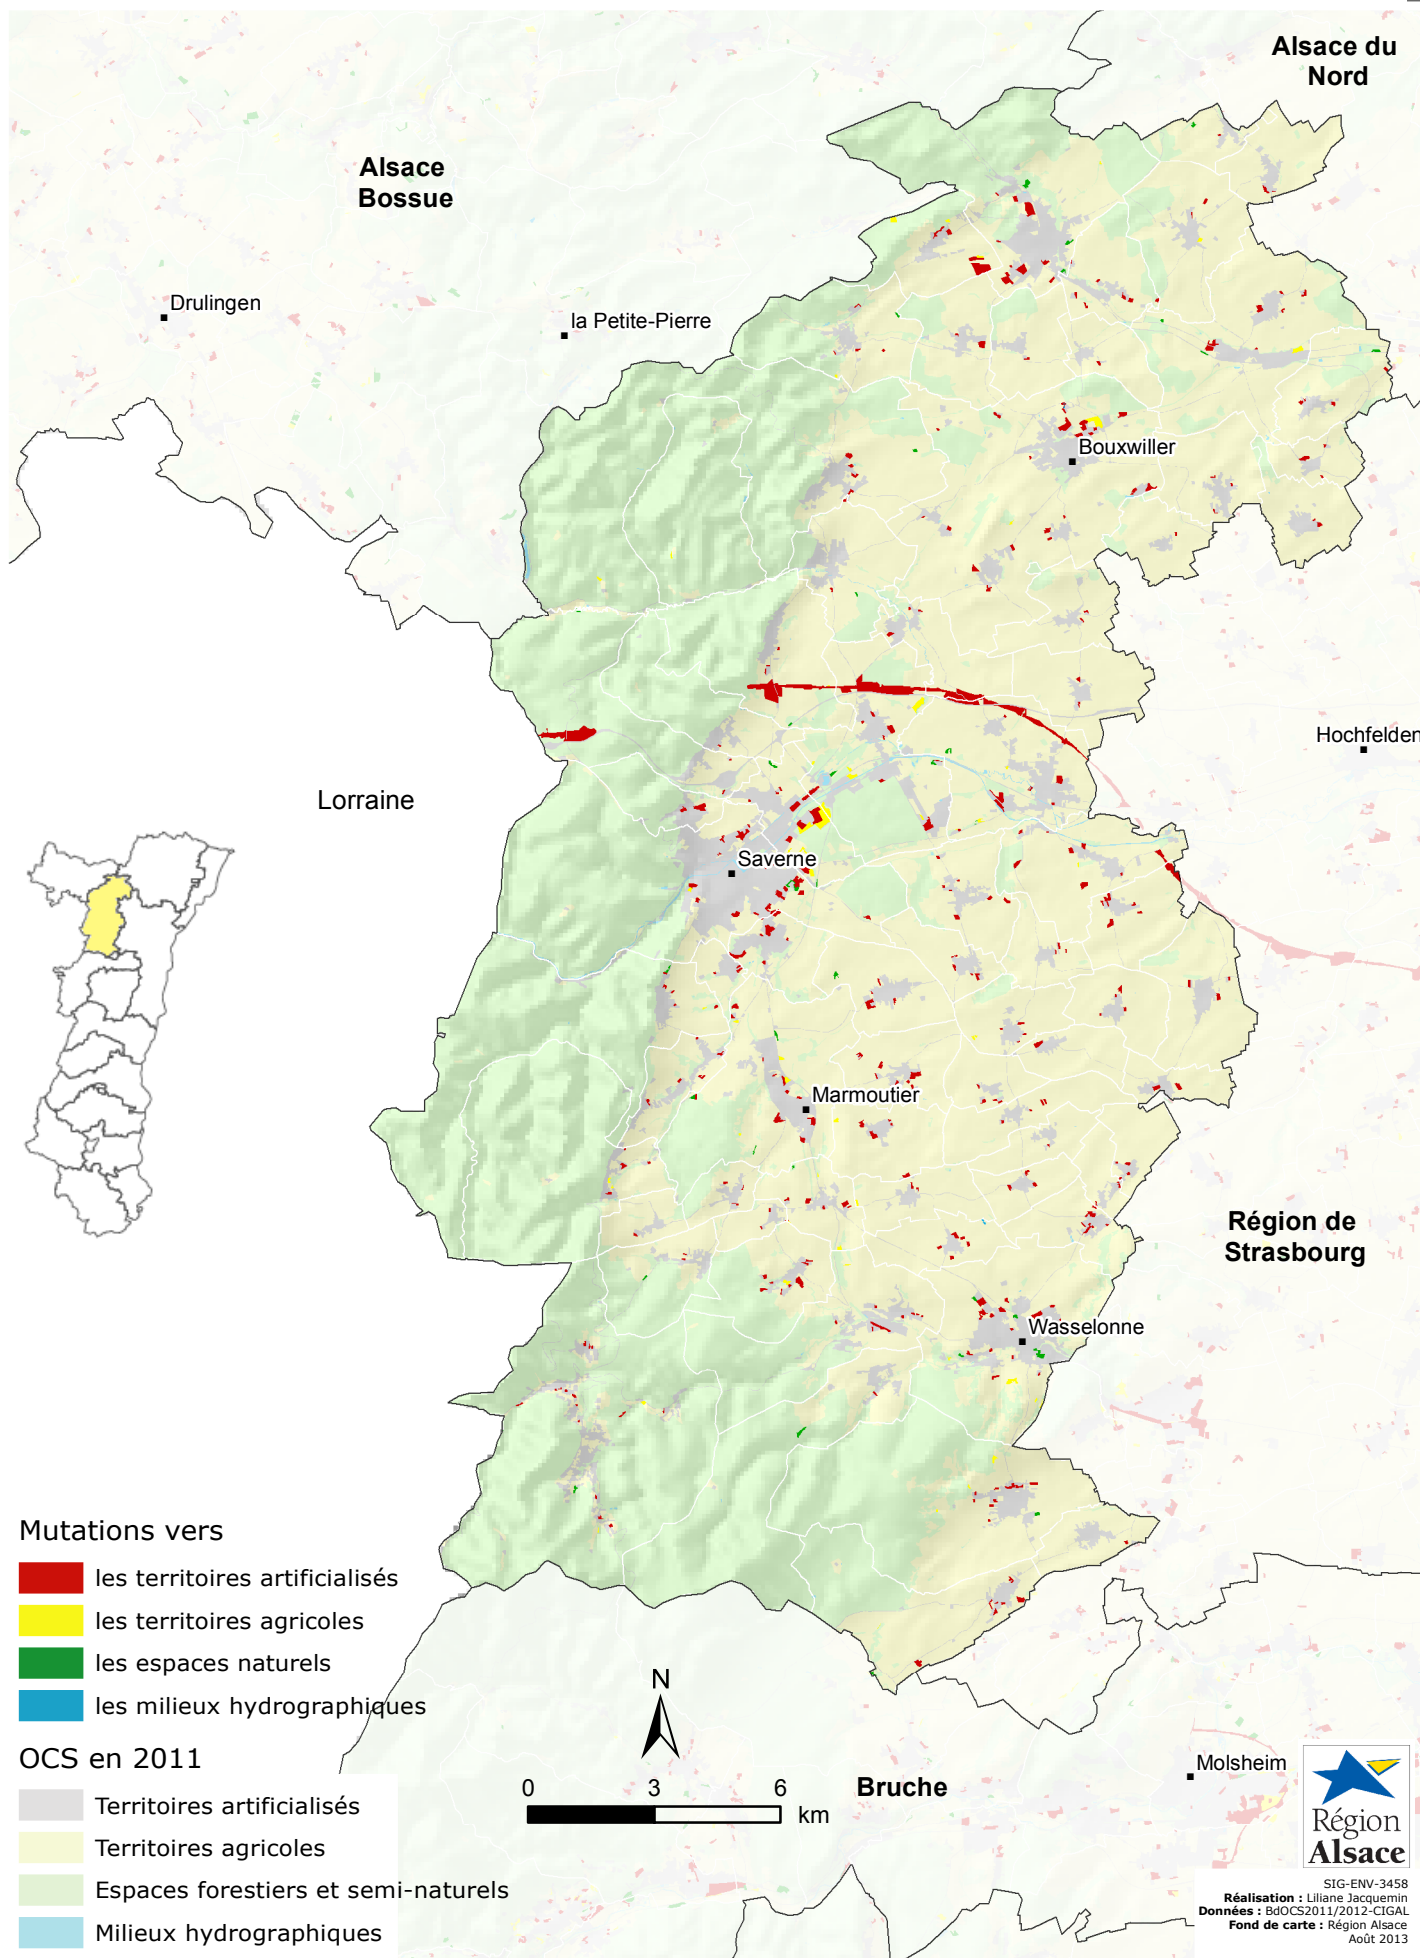 Alsace du
Nord
Alsace
Bossue
Drulingen
la Petite-Pierre
Bouxwiller
Hochfelden
Lorraine
Saverne
Marmoutier
Région de
Strasbourg
Wasselonne
Mutations vers
les territoires artificialisés
les territoires agricoles
les espaces naturels
les milieux hydrographiques
OCS en 2011
Territoires artificialisés
Territoires agricoles
Espaces forestiers et semi-naturels
Milieux hydrographiques
N
0 3 6
km
Bruche
Molsheim
Région
Alsace
SIG-ENV-3458
Réalisation : Liliane Jacquemin
Données : BdOCS2011/2012-CIGAL
Fond de carte : Région Alsace
Août 2013